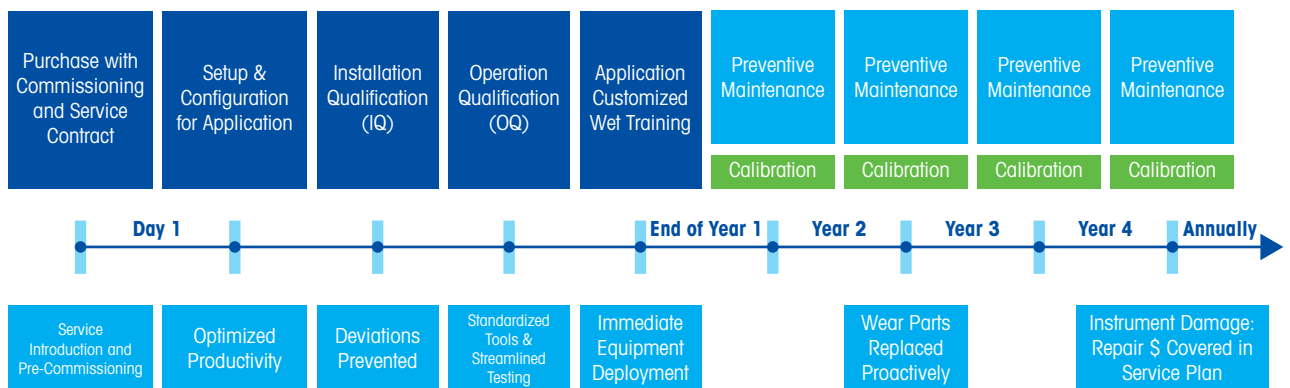 Purchase with
Commissioning
and Service
Contract
Setup &
Configuration
for Application
Installation
Qualification
(IQ)
Operation
Qualification
(OQ)
Application
Customized
Wet Training
Preventive
Maintenance
Preventive
Maintenance
Preventive
Maintenance
Preventive
Maintenance
Calibration
Calibration
Calibration
Calibration
Day 1
End of Year 1
Year 2
Year 3
Year 4
Annually
Service
Introduction and
Pre-Commissioning
Optimized
Productivity
Deviations
Prevented
Standardized
Tools &
Streamlined
Testing
Immediate
Equipment
Deployment
Wear Parts
Replaced
Proactively
Instrument Damage:
Repair $ Covered in
Service Plan